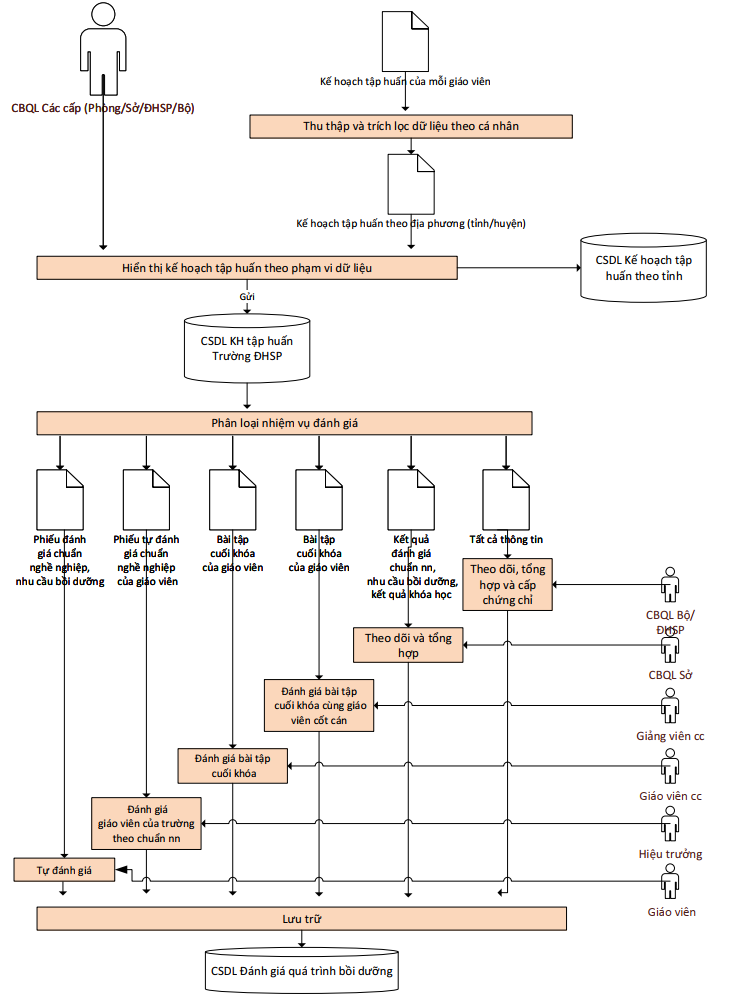 Kế hoạch tập huấn của mỗi giáo viên
CBQL Các cấp (Phòng/Sở/ĐHSP/Bộ)
Thu thập và trích lọc dữ liệu theo cá nhân
Kế hoạch tập huấn theo địa phương (tỉnh/huyện)
Hiển thị kế hoạch tập huấn theo phạm vi dữ liệu
CSDL Kế hoạch tập
huấn theo tỉnh
Gửi
CSDL KH tập huấn
Trường ĐHSP
Phân loại nhiệm vụ đánh giá
Phiếu đánh
giá chuẩn
nghề nghiệp,
nhu cầu bồi dưỡng
Phiếu tự đánh
giá chuẩn
nghề nghiệp
của giáo viên
Bài tập
cuối khóa
của giáo viên
Bài tập
cuối khóa
của giáo viên
Kết quả
đánh giá
chuẩn nn,
nhu cầu bồi dưỡng,
kết quả khóa học
Tất cả thông tin
Theo dõi, tổng
hợp và cấp
chứng chỉ
CBQL Bộ/
ĐHSP
Theo dõi và tổng
hợp
CBQL Sở
Đánh giá bài tập
cuối khóa cùng giáo
viên cốt cán
Giảng viên cc
Đánh giá bài tập
cuối khóa
Giáo viên cc
Đánh giá
giáo viên của trường
theo chuẩn nn
Hiệu trưởng
Tự đánh giá
Giáo viên
Lưu trữ
CSDL Đánh giá quá trình bồi dưỡng